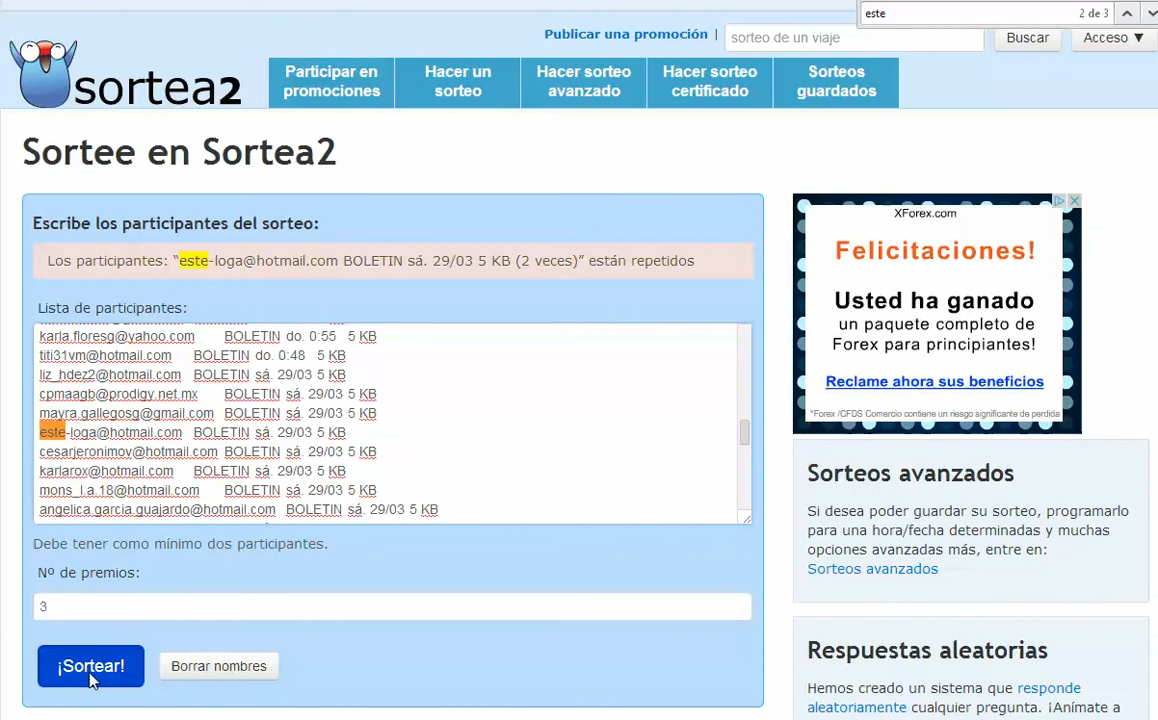 este 2 de 3
Publicar una promoción | sorteo de un viaje Buscar Acceso ▼
sortea2
Participar en promociones
Hacer un sorteo
Hacer sorteo avanzado
Hacer sorteo certificado
Sorteos guardados
Sortee en Sortea2
Escribe los participantes del sorteo:
Los participantes: “este-loga@hotmail.com BOLETIN sá. 29/03 5 KB (2 veces)” están repetidos
Lista de participantes:
karla.floresg@yahoo.com BOLETIN do. 0:55 5 KB
titi31vm@hotmail.com BOLETIN do. 0:48 5 KB
liz_hdez2@hotmail.com BOLETIN sá. 29/03 5 KB
cpmaagb@prodigy.net.mx BOLETIN sá. 29/03 5 KB
mayra.gallegosg@gmail.com BOLETIN sá. 29/03 5 KB
este-loga@hotmail.com BOLETIN sá. 29/03 5 KB
cesarjeronimov@hotmail.com BOLETIN sá. 29/03 5 KB
karlarox@hotmail.com BOLETIN sá. 29/03 5 KB
mons_l.a.18@hotmail.com BOLETIN sá. 29/03 5 KB
angelica.garcia.guajardo@hotmail.com BOLETIN sá. 29/03 5 KB
Debe tener como mínimo dos participantes.
Nº de premios:
3
¡Sortear! Borrar nombres
XForex.com
Felicitaciones!
Usted ha ganado
un paquete completo de
Forex para principiantes!
Reclame ahora sus beneficios
*Forex /CFDS Comercio contiene un riesgo significante de perdida
Sorteos avanzados
Si desea poder guardar su sorteo, programarlo
para una hora/fecha determinadas y muchas
opciones avanzadas más, entre en:
Sorteos avanzados
Respuestas aleatorias
Hemos creado un sistema que responde
aleatoriamente cualquier pregunta. ¡Anímate a